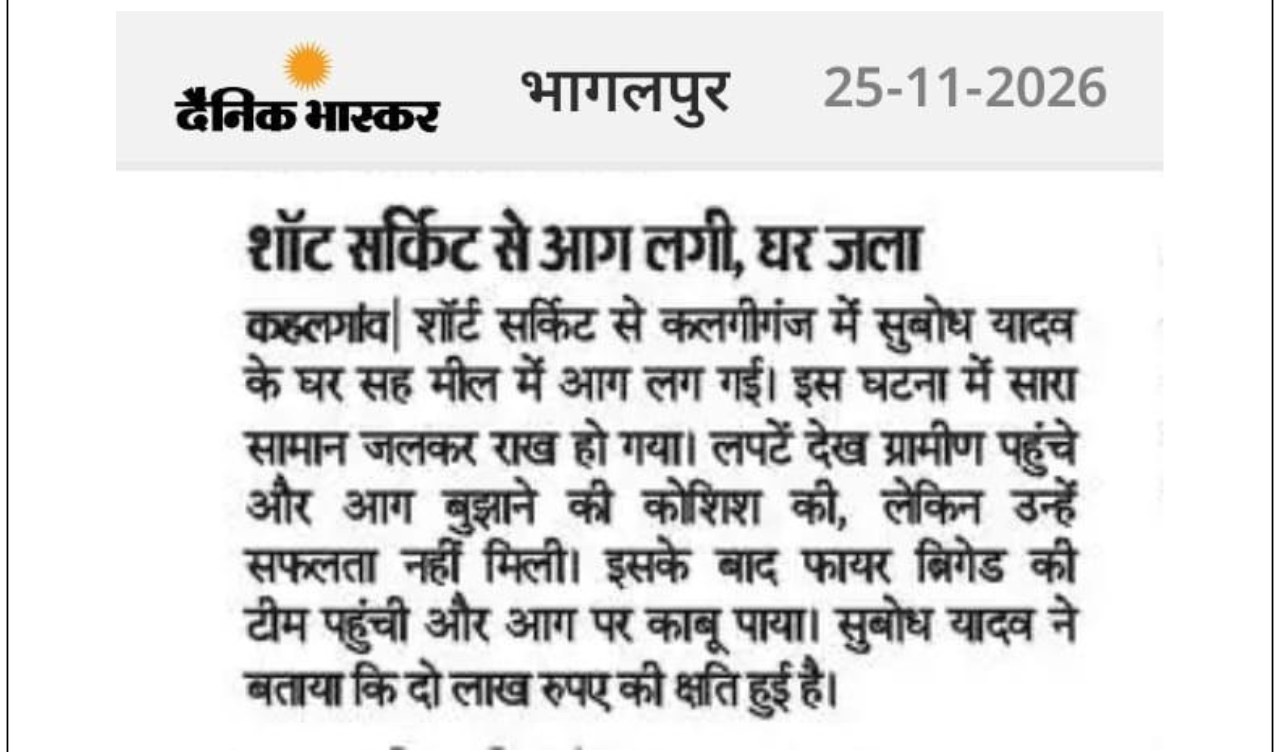 दैनिक भास्कर भागलपुर 25-11-2026
शॉट सर्किट से आग लगी, घर जला
कहलगांव| शॉर्ट सर्किट से कलगीगंज में सुबोध यादव
के घर सह मील में आग लग गई। इस घटना में सारा
सामान जलकर राख हो गया। लपटें देख ग्रामीण पहुंचे
और आग बुझाने की कोशिश की, लेकिन उन्हें
सफलता नहीं मिली। इसके बाद फायर ब्रिगेड की
टीम पहुंची और आग पर काबू पाया। सुबोध यादव ने
बताया कि दो लाख रुपए की क्षति हुई है।